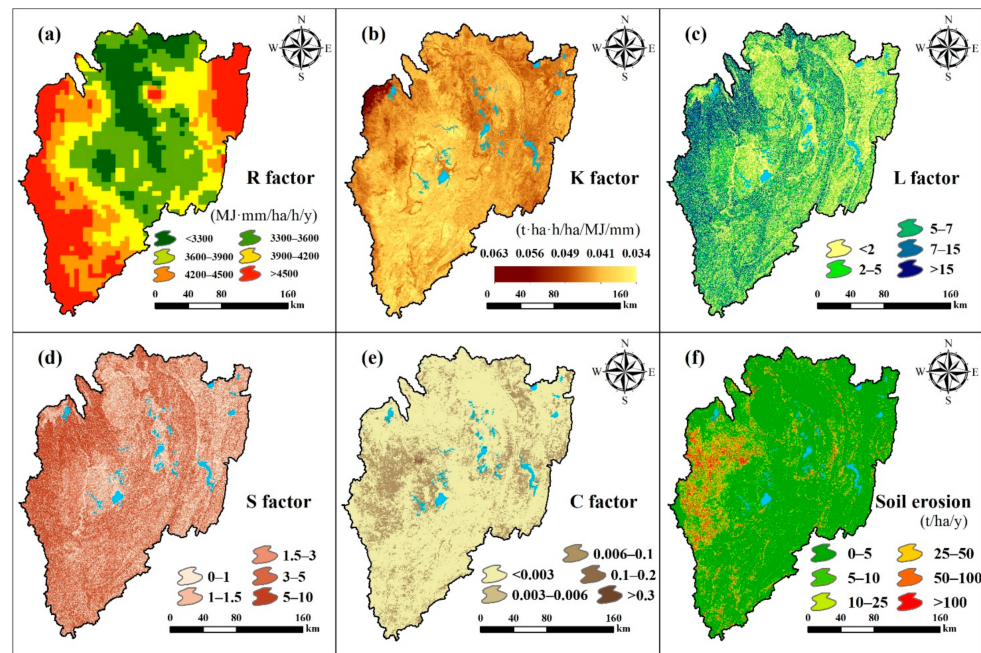 (a)
N
W E
S
R factor
(MJ·mm/ha/h/y)
<3300 3300–3600
3600–3900 3900–4200
4200–4500 >4500
0 40 80 160
km
(b)
N
W E
S
K factor
(t·ha·h/ha/MJ/mm)
0.063 0.056 0.049 0.041 0.034
0 40 80 160
km
(c)
N
W E
S
L factor
5–7
<2 7–15
2–5 >15
0 40 80 160
km
(d)
N
W E
S
S factor
1.5–3
0–1 3–5
1–1.5 5–10
0 40 80 160
km
(e)
N
W E
S
C factor
0.006–0.1
<0.003 0.1–0.2
0.003–0.006 >0.3
0 40 80 160
km
(f)
N
W E
S
Soil erosion
(t/ha/y)
0–5 25–50
5–10 50–100
10–25 >100
0 40 80 160
km